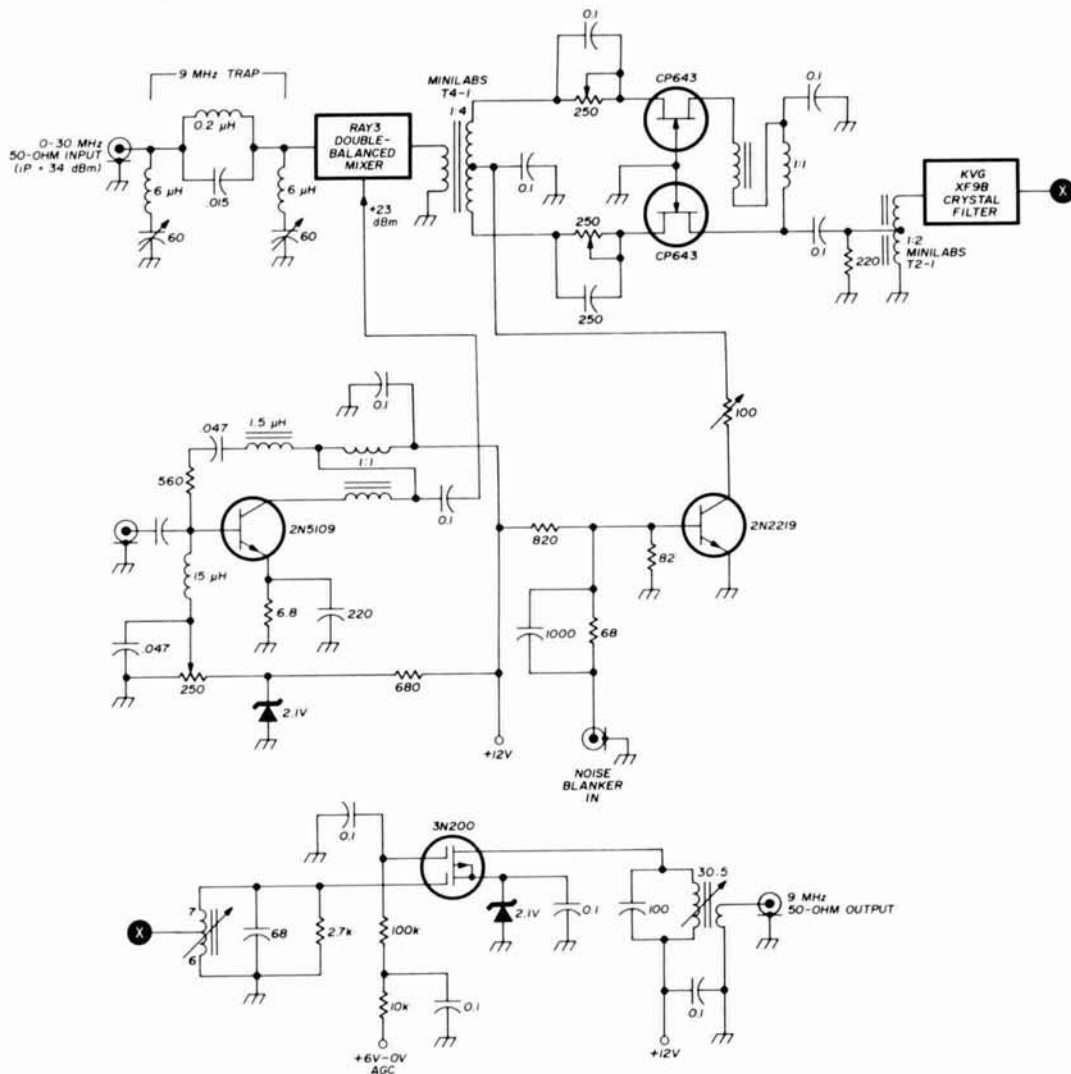 0.1
9 MHz TRAP
0.2 µH
0-30 MHz
50-OHM INPUT
(IP + 34 dBm)
.015
6 µH
6 µH
60
60
RAY3
DOUBLE-
BALANCED
MIXER
+23
dBm
MINILABS
T4-1
1:4
250
0.1
CP643
CP643
250
250
1:1
0.1
0.1
220
1:2
MINILABS
T2-1
KVG
XF9B
CRYSTAL
FILTER
X
100
0.1
.047
1.5 µH
1:1
560
2N5109
0.1
15 µH
6.8
220
.047
250
2.1V
680
+12V
820
82
2N2219
1000
68
NOISE
BLANKER
IN
0.1
3N200
X
7
6
68
2.7k
100k
10k
0.1
+6V-0V
AGC
2.1V
0.1
100
30:5
9 MHz
50-OHM OUTPUT
0.1
+12V